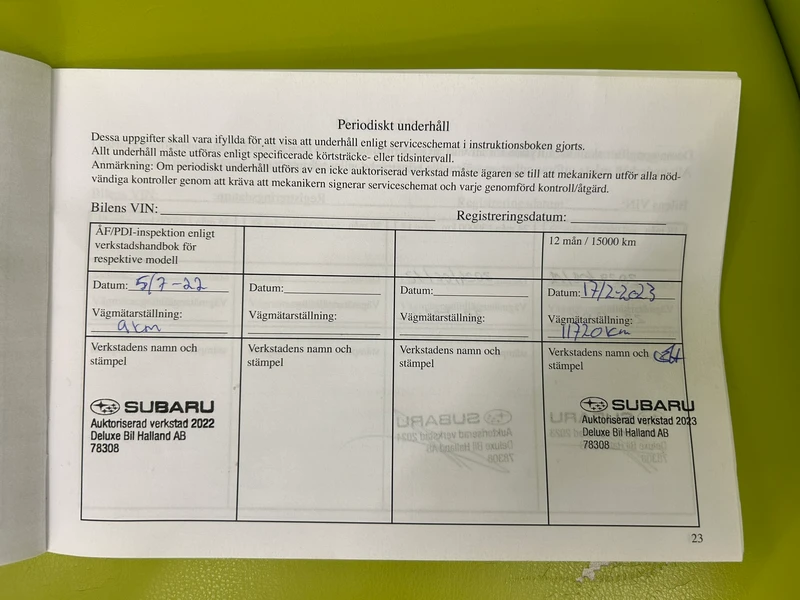 Periodiskt underhåll
Dessa uppgifter skall vara ifyllda för att visa att underhåll enligt serviceschemat i instruktionsboken gjorts.
Allt underhåll måste utföras enligt specificerade körtsträcke- eller tidsintervall.
Anmärkning: Om periodiskt underhåll utförs av en icke auktoriserad verkstad måste ägaren se till att mekanikern utför alla nöd-
vändiga kontroller genom att kräva att mekanikern signerar serviceschemat och varje genomförd kontroll/åtgärd.
Bilens VIN: Registreringsdatum:
ÅF/PDI-inspektion enligt
verkstadshandbok för
respektive modell
12 mån / 15000 km
Datum: 5/7-22
Vägmätarställning:
9 km
Datum:
Vägmätarställning:
Datum:
Vägmätarställning:
Datum: 17/2-2023
Vägmätarställning:
11720 km
Verkstadens namn och
stämpel
SUBARU
Auktoriserad verkstad 2022
Deluxe Bil Halland AB
78308
Verkstadens namn och
stämpel
Verkstadens namn och
stämpel
Verkstadens namn och
stämpel
SUBARU
Auktoriserad verkstad 2023
Deluxe Bil Halland AB
78308
23